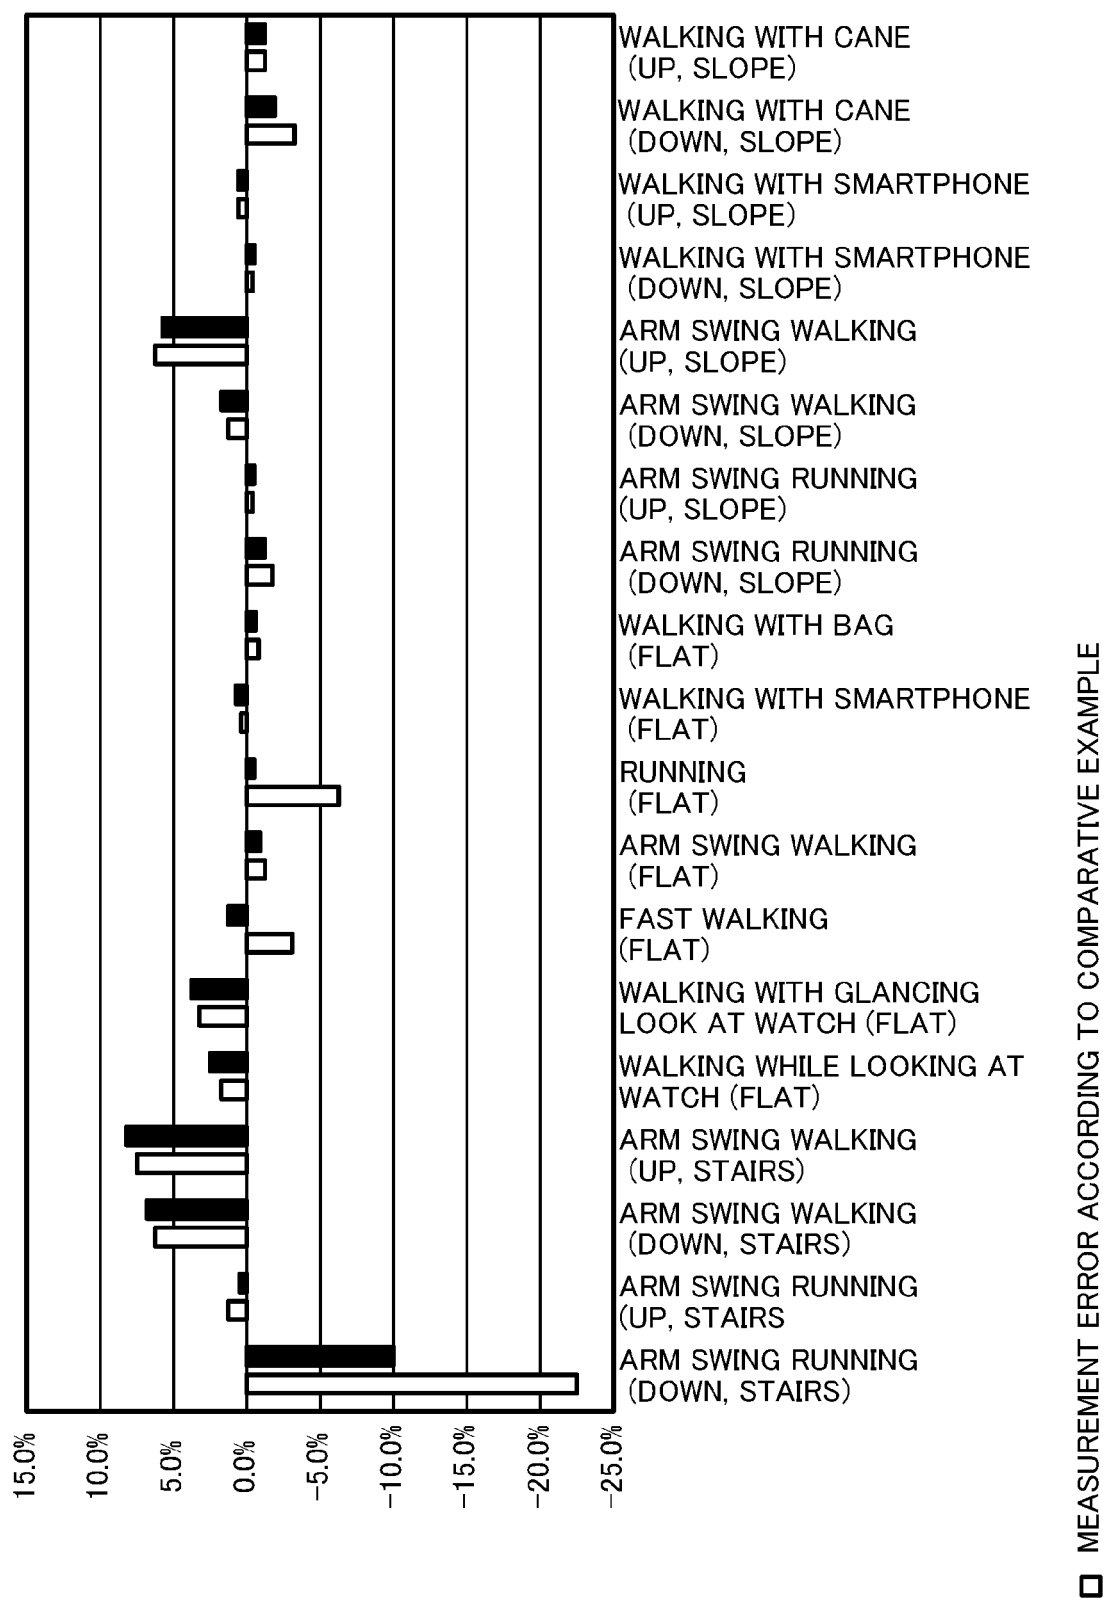 WALKING WITH CANE
(UP, SLOPE)
WALKING WITH CANE
(DOWN, SLOPE)
WALKING WITH SMARTPHONE
(UP, SLOPE)
WALKING WITH SMARTPHONE
(DOWN, SLOPE)
ARM SWING WALKING
(UP, SLOPE)
ARM SWING WALKING
(DOWN, SLOPE)
ARM SWING RUNNING
(UP, SLOPE)
ARM SWING RUNNING
(DOWN, SLOPE)
WALKING WITH BAG
(FLAT)
WALKING WITH SMARTPHONE
(FLAT)
RUNNING
(FLAT)
ARM SWING WALKING
(FLAT)
FAST WALKING
(FLAT)
WALKING WITH GLANCING
LOOK AT WATCH (FLAT)
WALKING WHILE LOOKING AT
WATCH (FLAT)
ARM SWING WALKING
(UP, STAIRS)
ARM SWING WALKING
(DOWN, STAIRS)
ARM SWING RUNNING
(UP, STAIRS
ARM SWING RUNNING
(DOWN, STAIRS)
15.0%
10.0%
5.0%
0.0%
-5.0%
-10.0%
-15.0%
-20.0%
-25.0%
MEASUREMENT ERROR ACCORDING TO COMPARATIVE EXAMPLE